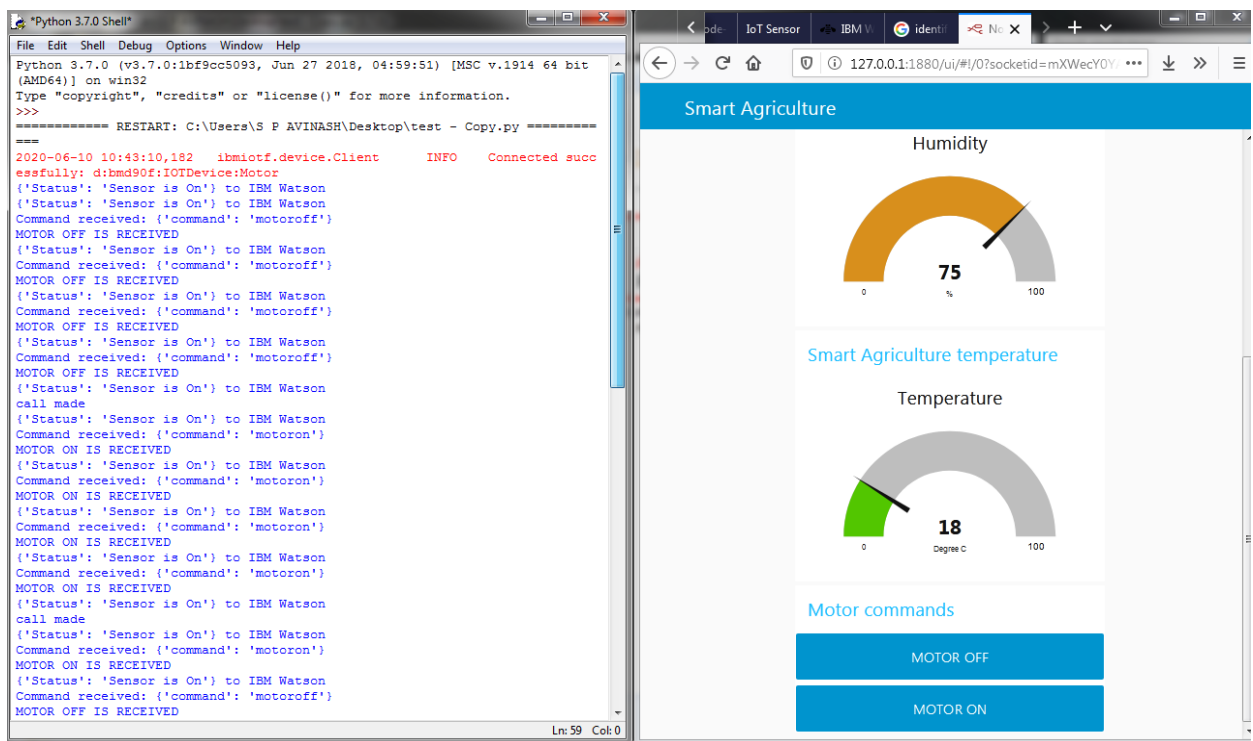 *Python 3.7.0 Shell*
File Edit Shell Debug Options Window Help
Python 3.7.0 (v3.7.0:1bf9cc5093, Jun 27 2018, 04:59:51) [MSC v.1914 64 bit
(AMD64)] on win32
Type "copyright", "credits" or "license()" for more information.
>>>
============ RESTART: C:\Users\S P AVINASH\Desktop\test - Copy.py =========
===
2020-06-10 10:43:10,182   ibmiotf.device.Client      INFO    Connected succ
essfully: d:bmd90f:IOTDevice:Motor
{'Status': 'Sensor is On'} to IBM Watson
{'Status': 'Sensor is On'} to IBM Watson
Command received: {'command': 'motoroff'}
MOTOR OFF IS RECEIVED
{'Status': 'Sensor is On'} to IBM Watson
Command received: {'command': 'motoroff'}
MOTOR OFF IS RECEIVED
{'Status': 'Sensor is On'} to IBM Watson
Command received: {'command': 'motoroff'}
MOTOR OFF IS RECEIVED
{'Status': 'Sensor is On'} to IBM Watson
Command received: {'command': 'motoroff'}
MOTOR OFF IS RECEIVED
{'Status': 'Sensor is On'} to IBM Watson
call made
{'Status': 'Sensor is On'} to IBM Watson
Command received: {'command': 'motoron'}
MOTOR ON IS RECEIVED
{'Status': 'Sensor is On'} to IBM Watson
Command received: {'command': 'motoron'}
MOTOR ON IS RECEIVED
{'Status': 'Sensor is On'} to IBM Watson
Command received: {'command': 'motoron'}
MOTOR ON IS RECEIVED
{'Status': 'Sensor is On'} to IBM Watson
Command received: {'command': 'motoron'}
MOTOR ON IS RECEIVED
{'Status': 'Sensor is On'} to IBM Watson
call made
{'Status': 'Sensor is On'} to IBM Watson
Command received: {'command': 'motoron'}
MOTOR ON IS RECEIVED
{'Status': 'Sensor is On'} to IBM Watson
Command received: {'command': 'motoroff'}
MOTOR OFF IS RECEIVED
Ln: 59 Col: 0
ode- IoT Sensor IBM W identif No
127.0.0.1:1880/ui/#!/0?socketid=mXWecY0Y
Smart Agriculture
Humidity
75
0 % 100
Smart Agriculture temperature
Temperature
18
0 Degree C 100
Motor commands
MOTOR OFF
MOTOR ON